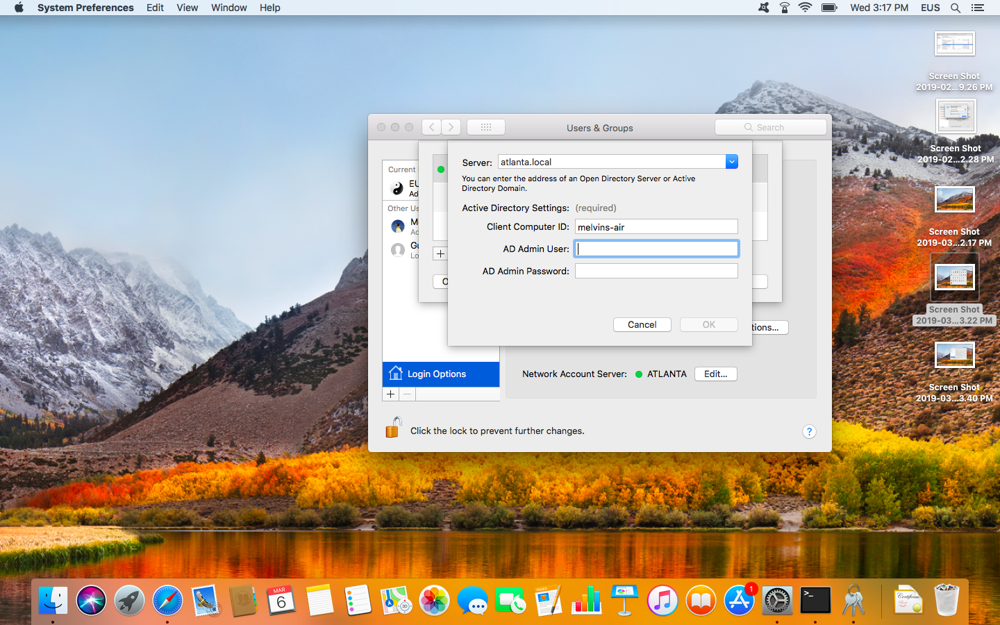 System Preferences Edit View Window Help
Wed 3:17 PM EUS
Screen Shot
2019-02...9.26 PM
Screen Shot
2019-02...2.28 PM
Screen Shot
2019-03...2.17 PM
Screen Shot
2019-03...3.22 PM
Screen Shot
2019-03...3.40 PM
Users & Groups
Search
Current
EU
Ad
Other Us
M
Ad
Gu
Lo
Server: atlanta.local
You can enter the address of an Open Directory Server or Active
Directory Domain.
Active Directory Settings: (required)
Client Computer ID: melvins-air
AD Admin User:
AD Admin Password:
Cancel OK
tions...
Login Options
Network Account Server: ATLANTA Edit...
Click the lock to prevent further changes.
?
MAR
6
3D
PAGES
1
>_
Certificate